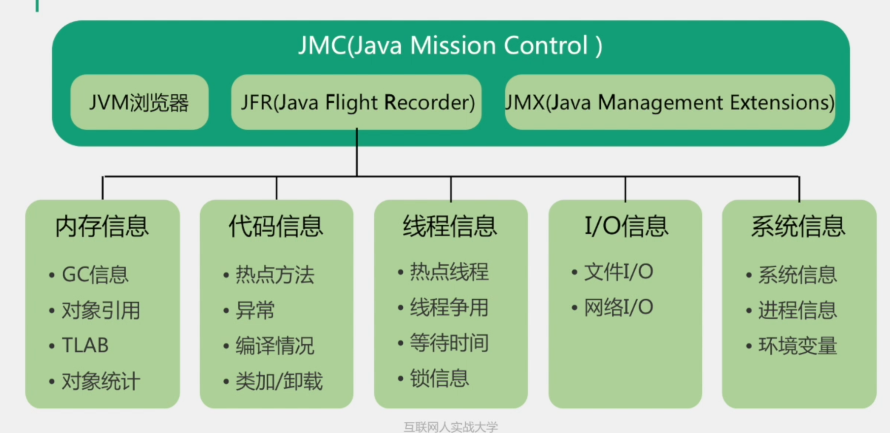 JMC(Java Mission Control )
JVM浏览器
JFR(Java Flight Recorder)
JMX(Java Management Extensions)
内存信息
• GC信息
• 对象引用
• TLAB
• 对象统计
代码信息
• 热点方法
• 异常
• 编译情况
• 类加/卸载
线程信息
• 热点线程
• 线程争用
• 等待时间
• 锁信息
I/O信息
• 文件I/O
• 网络I/O
系统信息
• 系统信息
• 进程信息
• 环境变量
互联网人实战大学